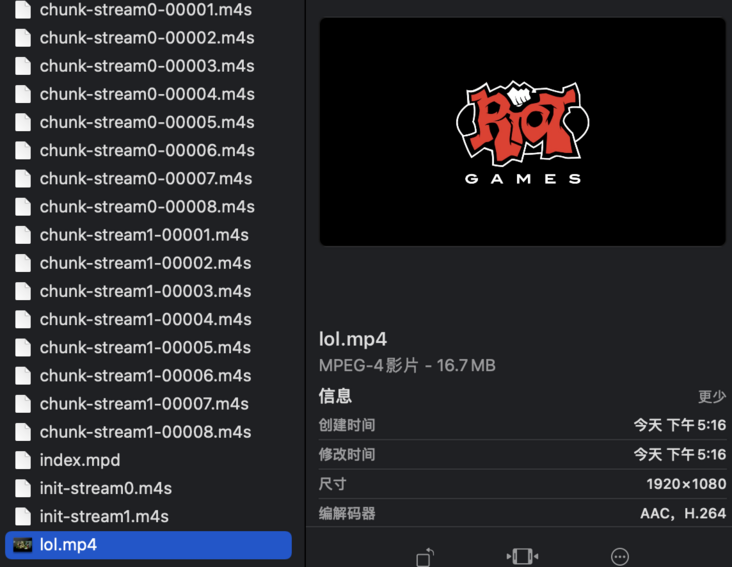 chunk-stream0-00001.m4s
chunk-stream0-00002.m4s
chunk-stream0-00003.m4s
chunk-stream0-00004.m4s
chunk-stream0-00005.m4s
chunk-stream0-00006.m4s
chunk-stream0-00007.m4s
chunk-stream0-00008.m4s
chunk-stream1-00001.m4s
chunk-stream1-00002.m4s
chunk-stream1-00003.m4s
chunk-stream1-00004.m4s
chunk-stream1-00005.m4s
chunk-stream1-00006.m4s
chunk-stream1-00007.m4s
chunk-stream1-00008.m4s
index.mpd
init-stream0.m4s
init-stream1.m4s
lol.mp4
RIOT
GAMES
lol.mp4
MPEG-4影片 - 16.7 MB
信息 更少
创建时间 今天 下午5:16
修改时间 今天 下午5:16
尺寸 1920×1080
编解码器 AAC，H.264